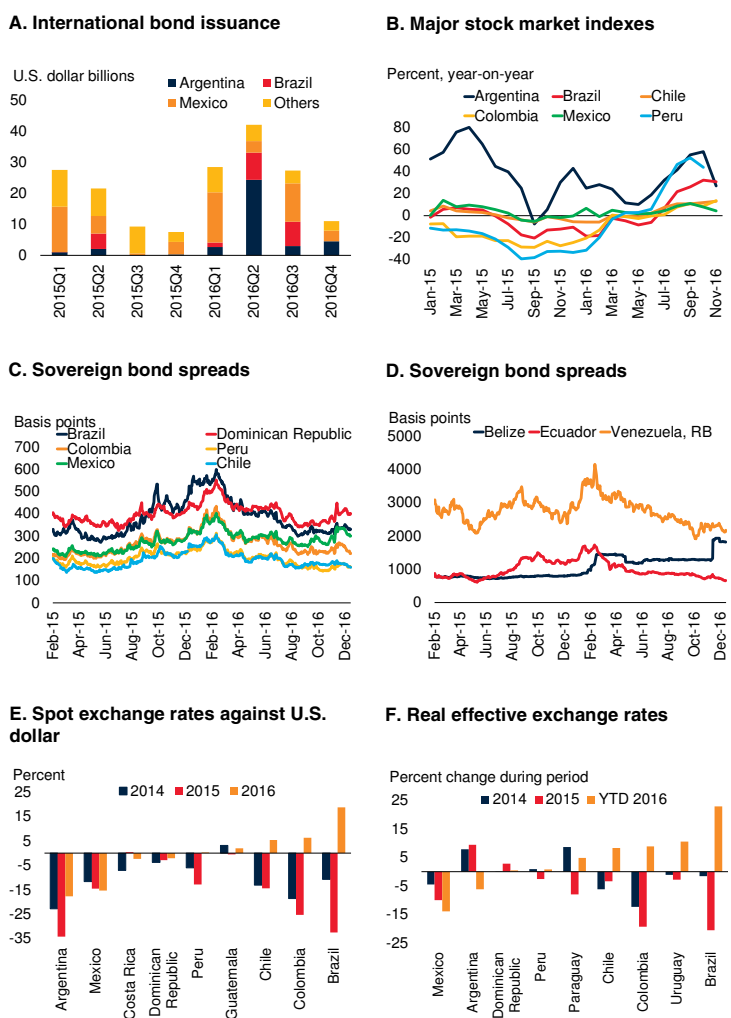 A. International bond issuance
U.S. dollar billions
Argentina Brazil
Mexico Others
50
40
30
20
10
0
2015Q1
2015Q2
2015Q3
2015Q4
2016Q1
2016Q2
2016Q3
2016Q4
B. Major stock market indexes
Percent, year-on-year
Argentina Brazil Chile
Colombia Mexico Peru
80
60
40
20
0
-20
-40
Jan-15
Mar-15
May-15
Jul-15
Sep-15
Nov-15
Jan-16
Mar-16
May-16
Jul-16
Sep-16
Nov-16
C. Sovereign bond spreads
Basis points
Brazil Dominican Republic
Colombia Peru
Mexico Chile
700
600
500
400
300
200
100
0
Feb-15
Apr-15
Jun-15
Aug-15
Oct-15
Dec-15
Feb-16
Apr-16
Jun-16
Aug-16
Oct-16
Dec-16
D. Sovereign bond spreads
Basis points
Belize Ecuador Venezuela, RB
5000
4000
3000
2000
1000
0
Feb-15
Apr-15
Jun-15
Aug-15
Oct-15
Dec-15
Feb-16
Apr-16
Jun-16
Aug-16
Oct-16
Dec-16
E. Spot exchange rates against U.S.
dollar
Percent
2014 2015 2016
25
15
5
-5
-15
-25
-35
Argentina
Mexico
Costa Rica
Dominican
Republic
Peru
Guatemala
Chile
Colombia
Brazil
F. Real effective exchange rates
Percent change during period
2014 2015 YTD 2016
25
15
5
-5
-15
-25
Mexico
Argentina
Dominican
Republic
Peru
Paraguay
Chile
Colombia
Uruguay
Brazil